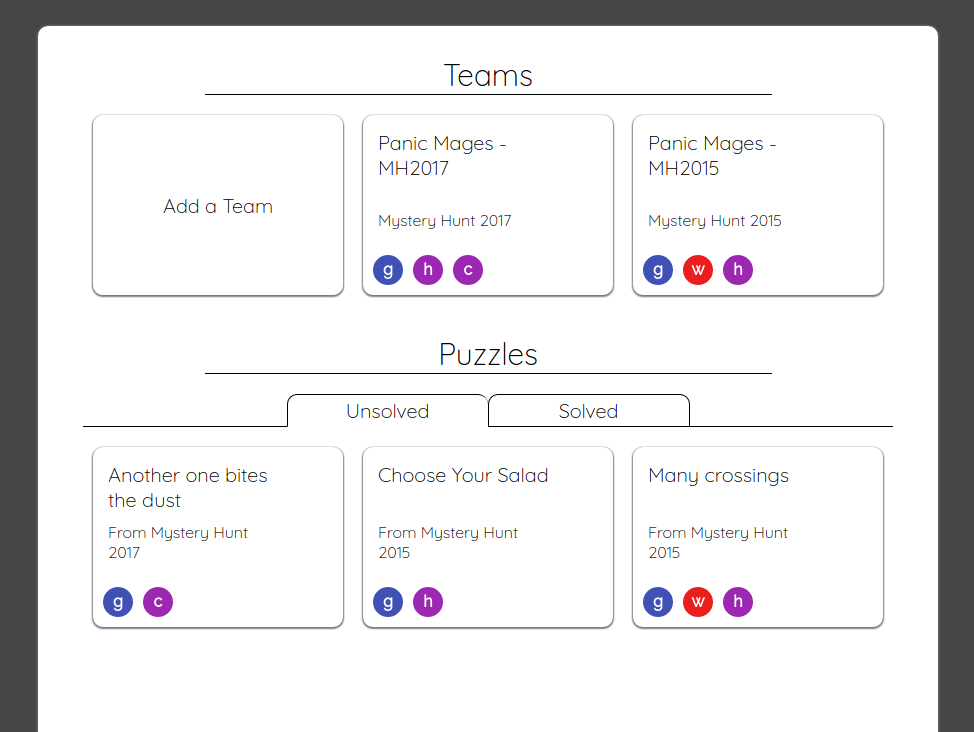 Teams
Add a Team
Panic Mages -
MH2017
Mystery Hunt 2017
g h c
Panic Mages -
MH2015
Mystery Hunt 2015
g w h
Puzzles
Unsolved
Solved
Another one bites
the dust
From Mystery Hunt
2017
g c
Choose Your Salad
From Mystery Hunt
2015
g h
Many crossings
From Mystery Hunt
2015
g w h